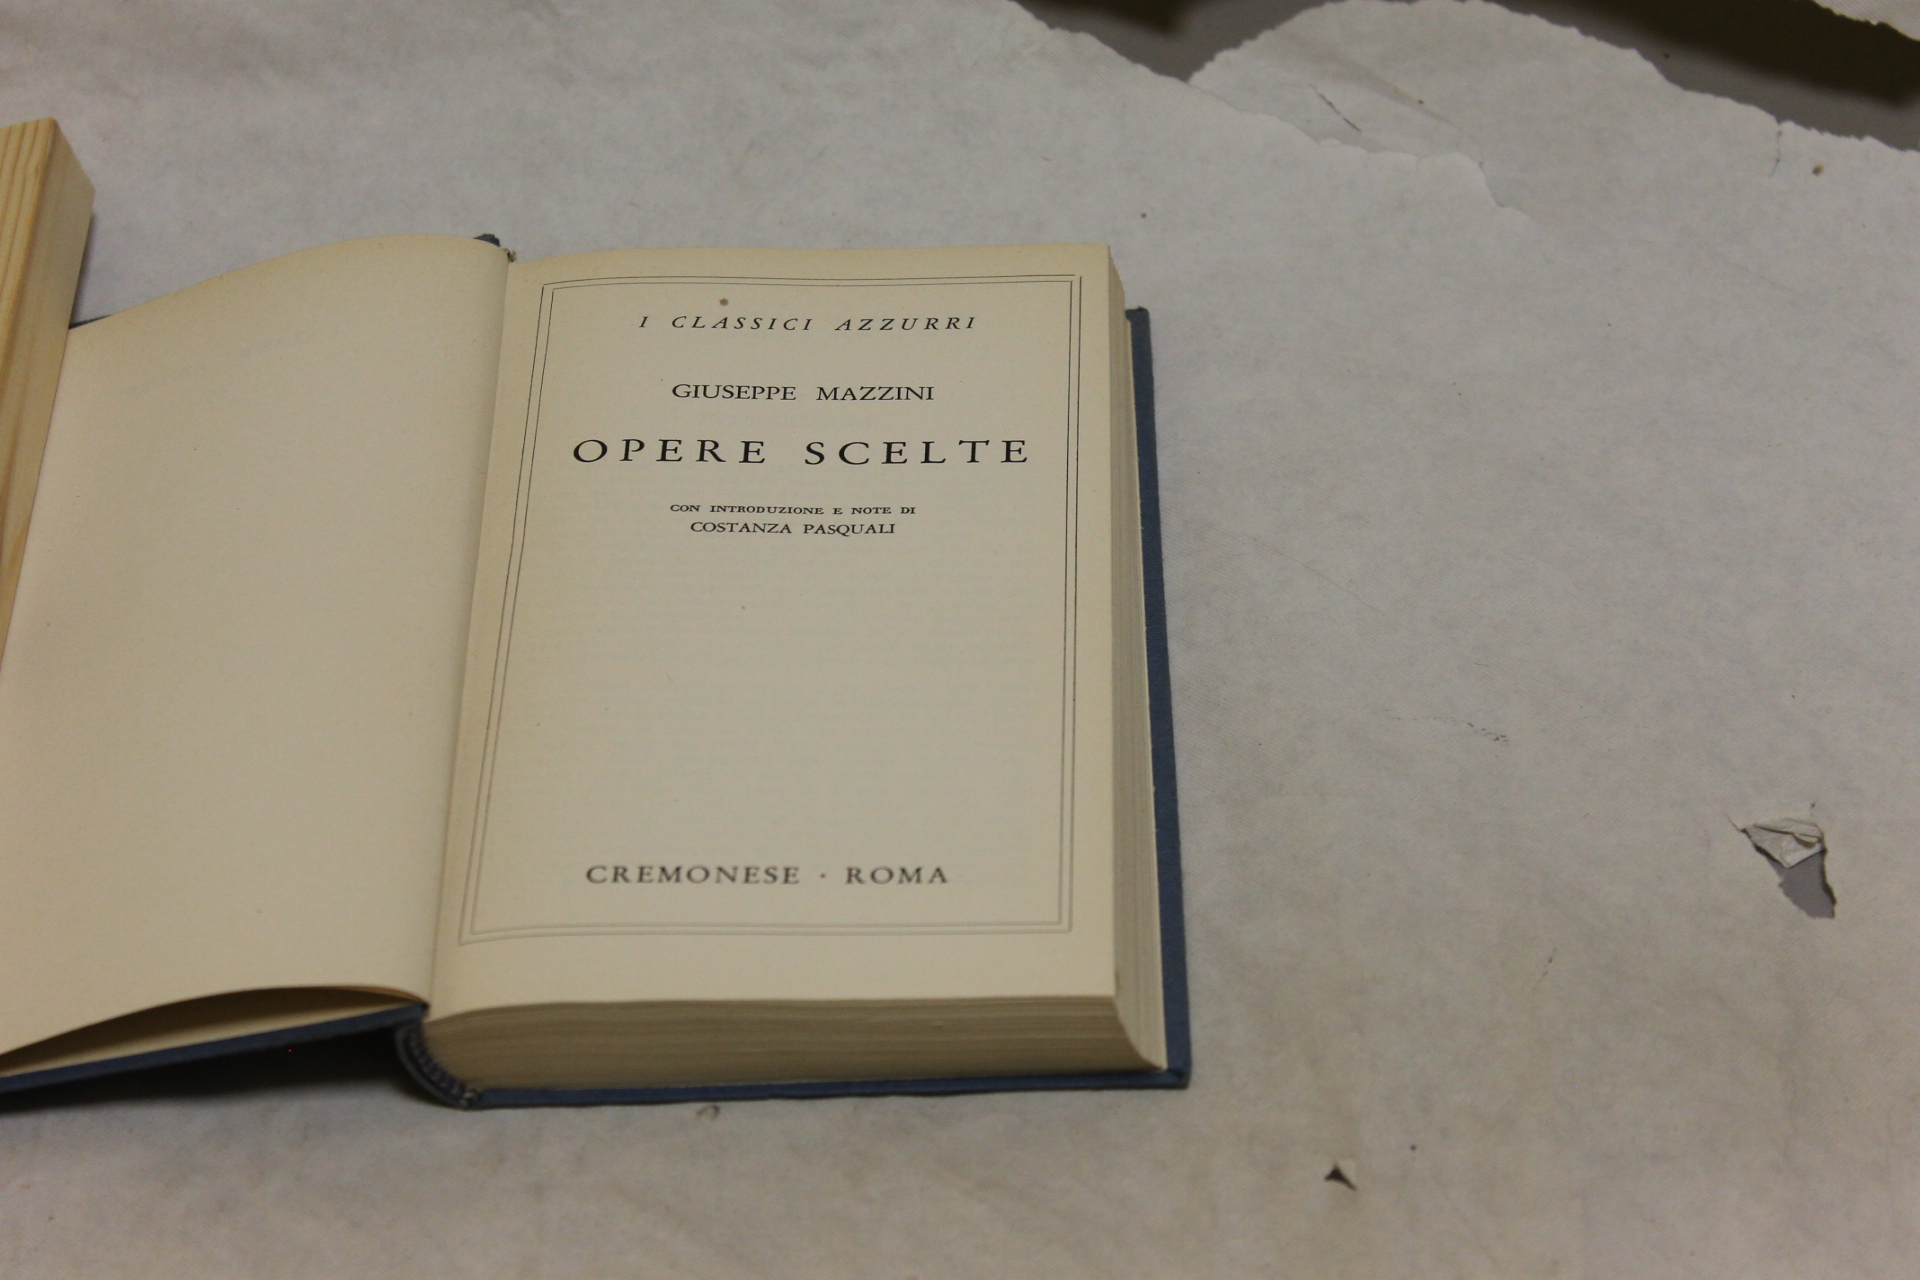 I CLASSICI AZZURRI
GIUSEPPE MAZZINI
OPERE SCELTE
CON INTRODUZIONE E NOTE DI
COSTANZA PASQUALI
CREMONESE · ROMA